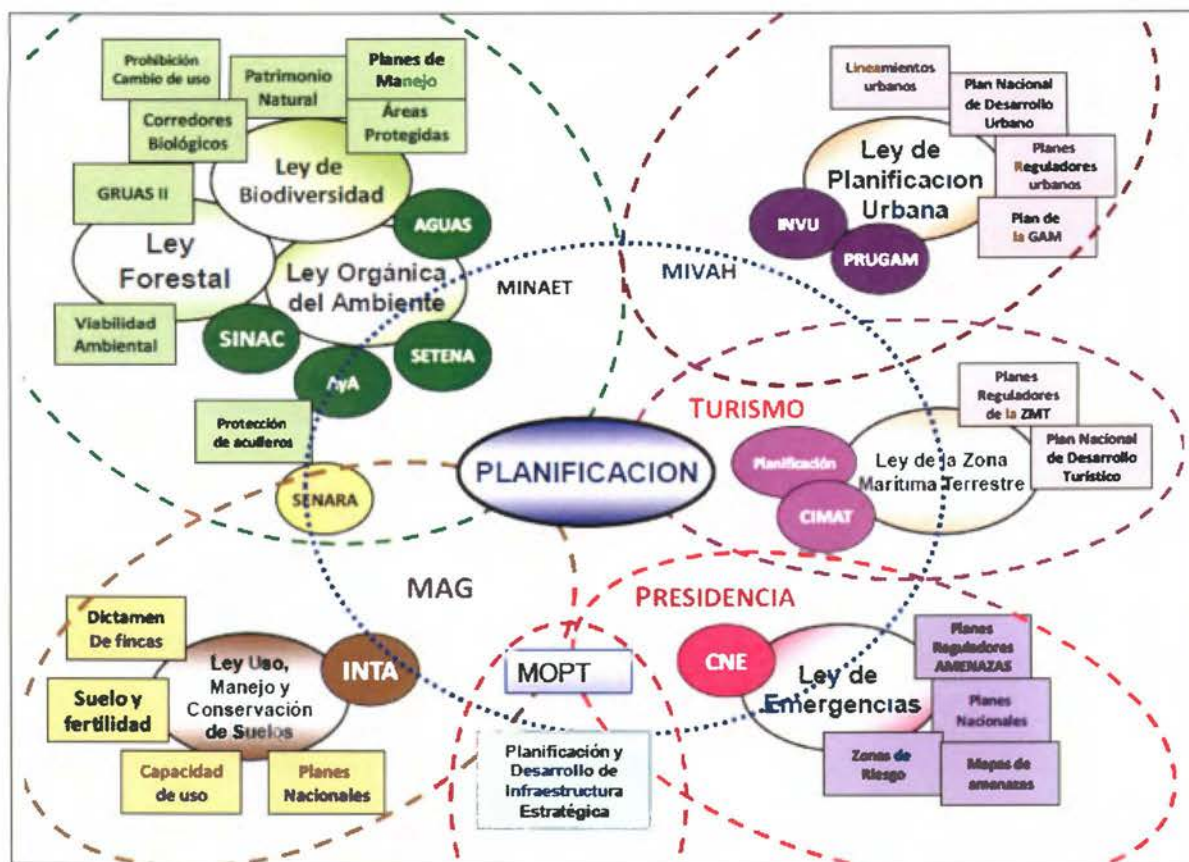 Prohibición
Cambio de uso
Patrimonio
Natural
Planes de
Manejo
Corredores
Biológicos
Áreas
Protegidas
Ley de
Biodiversidad
GRUAS II
AGUAS
Ley
Forestal
Ley Orgánica
del Ambiente
MINAET
Viabilidad
Ambiental
SINAC
SETENA
AyA
Protección
de acuíferos
SENARA
Lineamientos
urbanos
Plan Nacional
de Desarrollo
Urbano
Ley de
Planificacion
Urbana
Planes
Reguladores
urbanos
Plan de
la GAM
INVU
PRUGAM
MIVAH
TURISMO
Planes
Reguladores
de la ZMT
Plan Nacional
de Desarrollo
Turístico
Planificación
Ley de la Zona
Marítima Terrestre
CIMAT
PLANIFICACION
MAG
Dictamen
De fincas
Ley Uso,
Manejo y
Conservación
de Suelos
INTA
Suelo y
fertilidad
Capacidad
de uso
Planes
Nacionales
MOPT
Planificación y
Desarrollo de
Infraestructura
Estratégica
PRESIDENCIA
CNE
Ley de
Emergencias
Planes
Reguladores
AMENAZAS
Planes
Nacionales
Zonas de
Riesgo
Mapas de
amenazas